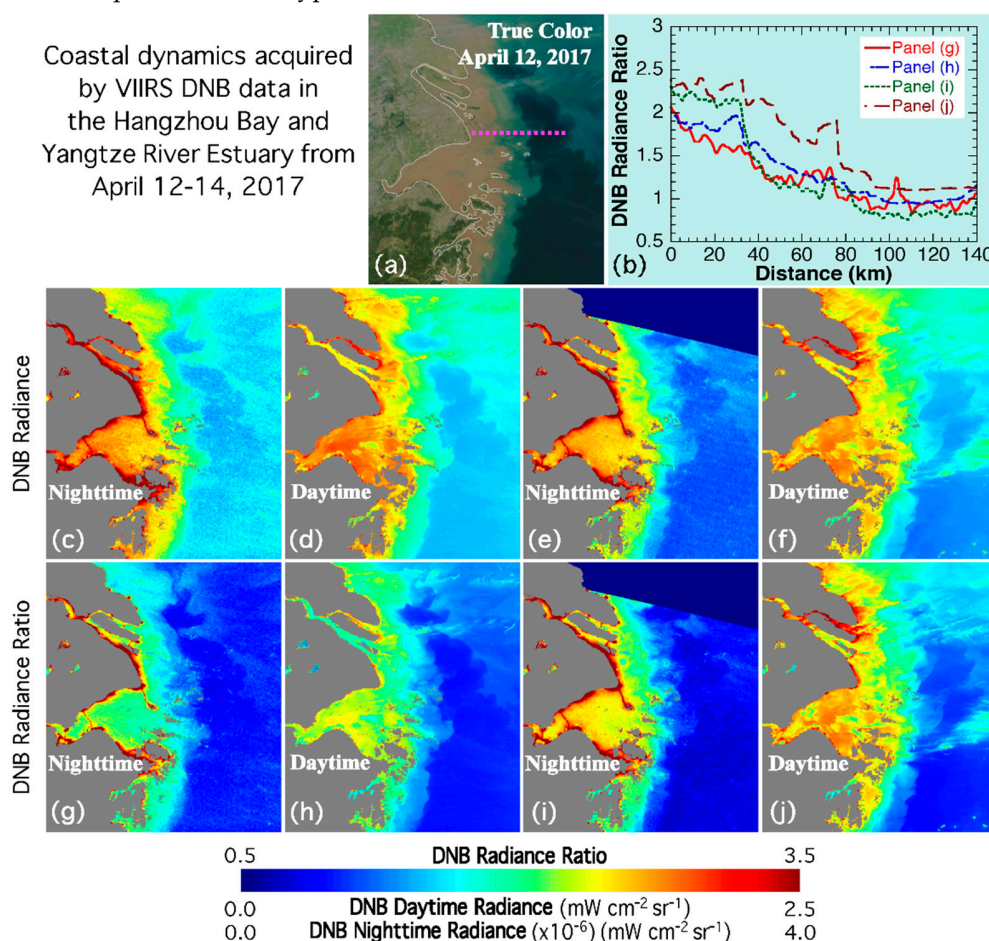 Coastal dynamics acquired
by VIIRS DNB data in
the Hangzhou Bay and
Yangtze River Estuary from
April 12-14, 2017
True Color
April 12, 2017
(a)
DNB Radiance Ratio
3
2.5
2
1.5
1
0.5
Panel (g)
Panel (h)
Panel (i)
Panel (j)
(b)
0 20 40 60 80 100 120 140
Distance (km)
DNB Radiance
Nighttime
(c)
Daytime
(d)
Nighttime
(e)
Daytime
(f)
DNB Radiance Ratio
Nighttime
(g)
Daytime
(h)
Nighttime
(i)
Daytime
(j)
0.5 DNB Radiance Ratio 3.5
0.0 DNB Daytime Radiance (mW cm⁻² sr⁻¹) 2.5
0.0 DNB Nighttime Radiance (x10⁻⁶) (mW cm⁻² sr⁻¹) 4.0